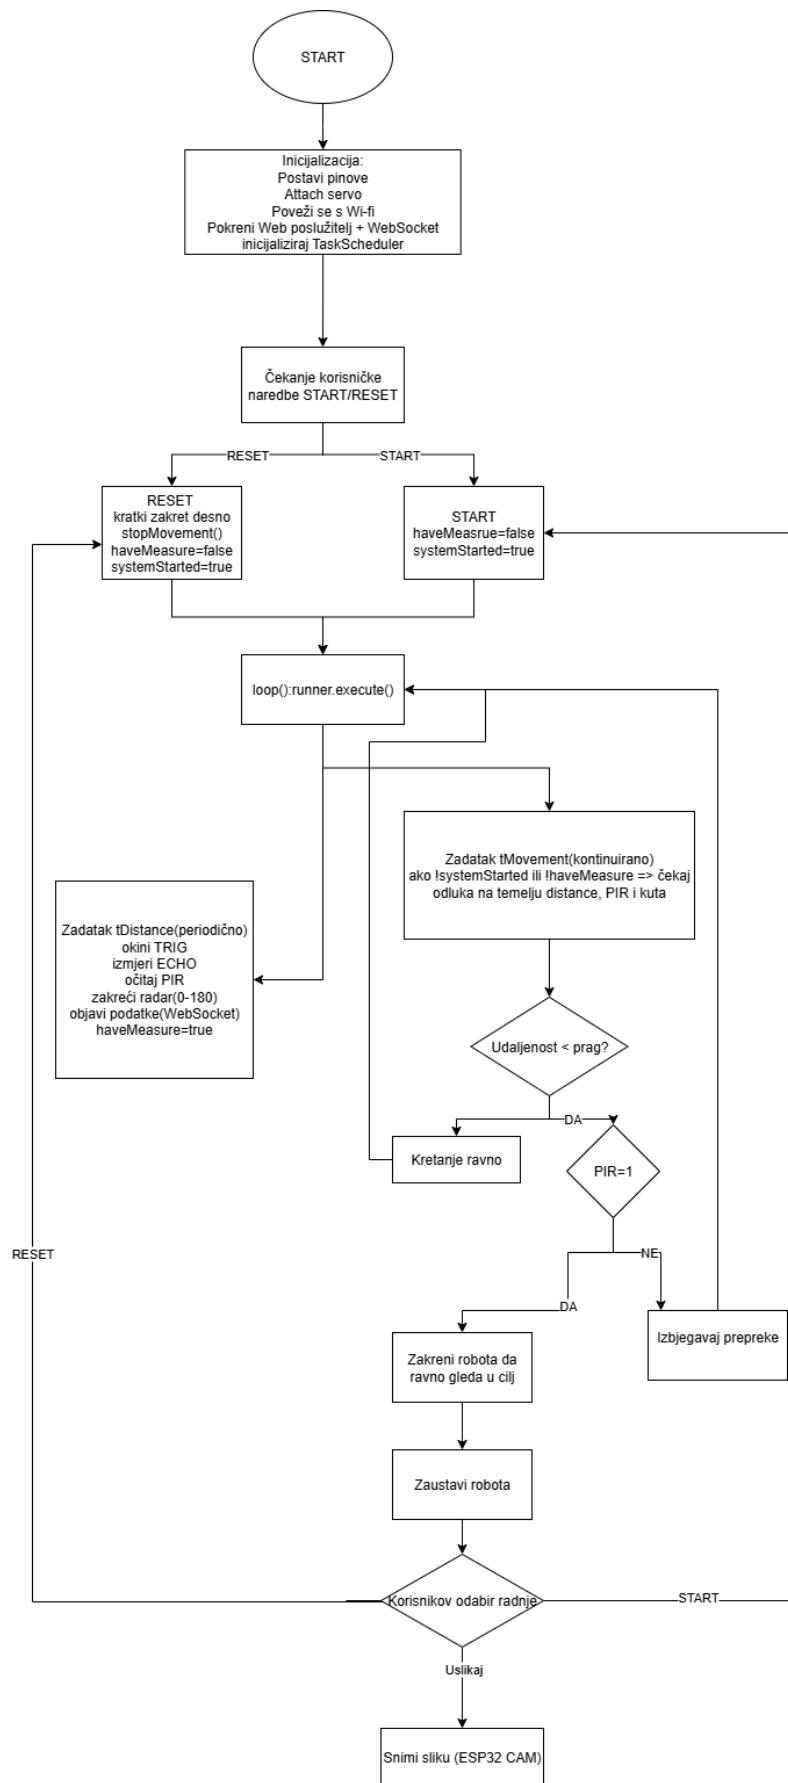 START
Inicijalizacija:
Postavi pinove
Attach servo
Poveži se s Wi-fi
Pokreni Web poslužitelj + WebSocket
inicijaliziraj TaskScheduler
Čekanje korisničke
naredbe START/RESET
RESET
START
RESET
kratki zakret desno
stopMovement()
haveMeasure=false
systemStarted=true
START
haveMeasrue=false
systemStarted=true
loop():runner.execute()
Zadatak tMovement(kontinuirano)
ako !systemStarted ili !haveMeasure => čekaj
odluka na temelju distance, PIR i kuta
Zadatak tDistance(periodično)
okini TRIG
izmjeri ECHO
očitaj PIR
zakreći radar(0-180)
objavi podatke(WebSocket)
haveMeasure=true
Udaljenost < prag?
DA
Kretanje ravno
PIR=1
RESET
NE
DA
Izbjegavaj prepreke
Zakreni robota da
ravno gleda u cilj
Zaustavi robota
Korisnikov odabir radnje
START
Uslikaj
Snimi sliku (ESP32 CAM)